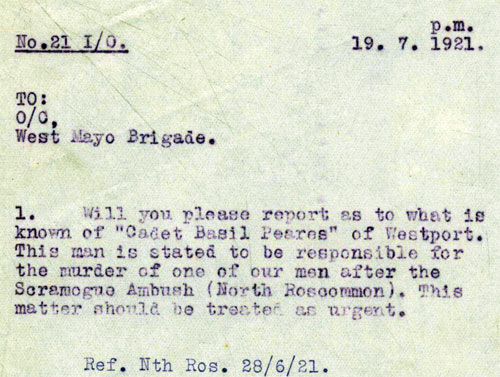 p.m.
No.21 I/O. 19. 7. 1921.
TO:
O/C,
West Mayo Brigade.
1. Will you please report as to what is
known of "Cadet Basil Peares" of Westport.
This man is stated to be responsible for
the murder of one of our men after the
Scramogue Ambush (North Roscommon). This
matter should be treated as urgent.
Ref. Nth Ros. 28/6/21.